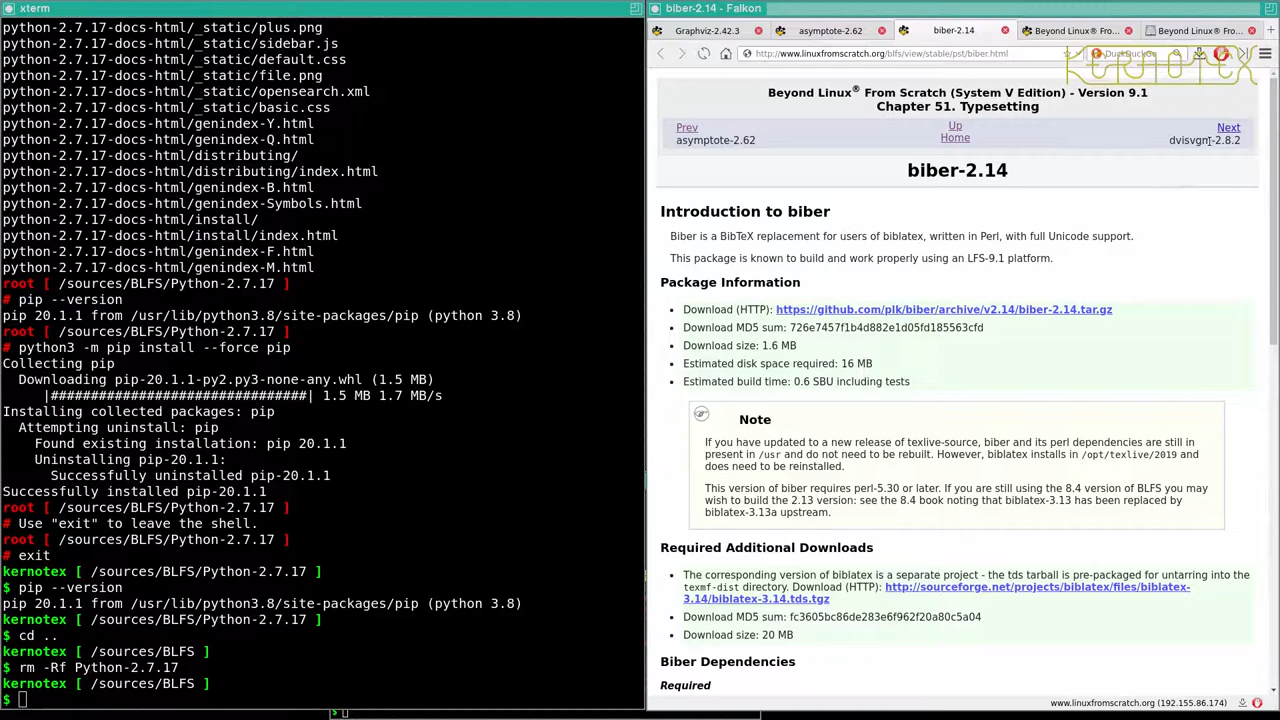 xterm
python-2.7.17-docs-html/_static/plus.png
python-2.7.17-docs-html/_static/sidebar.js
python-2.7.17-docs-html/_static/default.css
python-2.7.17-docs-html/_static/file.png
python-2.7.17-docs-html/_static/opensearch.xml
python-2.7.17-docs-html/_static/basic.css
python-2.7.17-docs-html/genindex-Y.html
python-2.7.17-docs-html/genindex-Q.html
python-2.7.17-docs-html/distributing/
python-2.7.17-docs-html/distributing/index.html
python-2.7.17-docs-html/genindex-B.html
python-2.7.17-docs-html/genindex-Symbols.html
python-2.7.17-docs-html/install/
python-2.7.17-docs-html/install/index.html
python-2.7.17-docs-html/genindex-F.html
python-2.7.17-docs-html/genindex-M.html
root [ /sources/BLFS/Python-2.7.17 ]
# pip --version
pip 20.1.1 from /usr/lib/python3.8/site-packages/pip (python 3.8)
root [ /sources/BLFS/Python-2.7.17 ]
# python3 -m pip install --force pip
Collecting pip
Downloading pip-20.1.1-py2.py3-none-any.whl (1.5 MB)
|################################| 1.5 MB 1.7 MB/s
Installing collected packages: pip
Attempting uninstall: pip
Found existing installation: pip 20.1.1
Uninstalling pip-20.1.1:
Successfully uninstalled pip-20.1.1
Successfully installed pip-20.1.1
root [ /sources/BLFS/Python-2.7.17 ]
# Use "exit" to leave the shell.
root [ /sources/BLFS/Python-2.7.17 ]
# exit
kernotex [ /sources/BLFS/Python-2.7.17 ]
$ pip --version
pip 20.1.1 from /usr/lib/python3.8/site-packages/pip (python 3.8)
kernotex [ /sources/BLFS/Python-2.7.17 ]
$ cd ..
kernotex [ /sources/BLFS ]
$ rm -Rf Python-2.7.17
kernotex [ /sources/BLFS ]
$
$
biber-2.14 - Falkon
Graphviz-2.42.3
asymptote-2.62
biber-2.14
Beyond Linux® From S
Beyond Linux® From S
http://www.linuxfromscratch.org/blfs/view/stable/pst/biber.html
DuckDuckGo
KERNOTEX
Beyond Linux® From Scratch (System V Edition) - Version 9.1
Chapter 51. Typesetting
Prev Up Next
asymptote-2.62 Home dvisvgm-2.8.2
biber-2.14
Introduction to biber
Biber is a BibTeX replacement for users of biblatex, written in Perl, with full Unicode support.
This package is known to build and work properly using an LFS-9.1 platform.
Package Information
Download (HTTP): https://github.com/plk/biber/archive/v2.14/biber-2.14.tar.gz
Download MD5 sum: 726e7457f1b4d882e1d05fd185563cfd
Download size: 1.6 MB
Estimated disk space required: 16 MB
Estimated build time: 0.6 SBU including tests
Note
If you have updated to a new release of texlive-source, biber and its perl dependencies are still in
present in /usr and do not need to be rebuilt. However, biblatex installs in /opt/texlive/2019 and
does need to be reinstalled.
This version of biber requires perl-5.30 or later. If you are still using the 8.4 version of BLFS you may
wish to build the 2.13 version: see the 8.4 book noting that biblatex-3.13 has been replaced by
biblatex-3.13a upstream.
Required Additional Downloads
The corresponding version of biblatex is a separate project - the tds tarball is pre-packaged for untarring into the
texmf-dist directory. Download (HTTP): http://sourceforge.net/projects/biblatex/files/biblatex-
3.14/biblatex-3.14.tds.tgz
Download MD5 sum: fc3605bc86de283e6f962f20a80c5a04
Download size: 20 MB
Biber Dependencies
Required
www.linuxfromscratch.org (192.155.86.174)